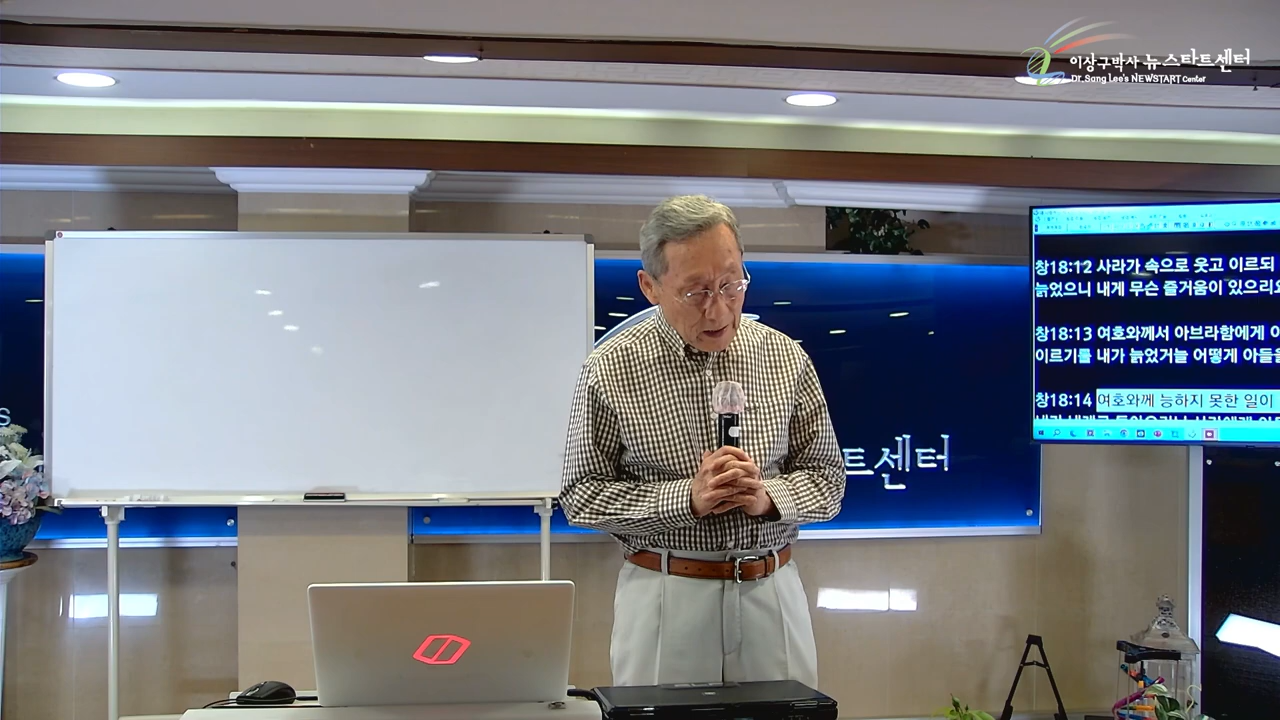 이상구박사 뉴스타트센터
Dr. Sang Lee's NEWSTART Center
창18:12 사라가 속으로 웃고 이르되
늙었으니 내게 무슨 즐거움이 있으리요
창18:13 여호와께서 아브라함에게
이르기를 내가 늙었거늘 어떻게 아들을
창18:14 여호와께 능하지 못한 일이
트센터
S